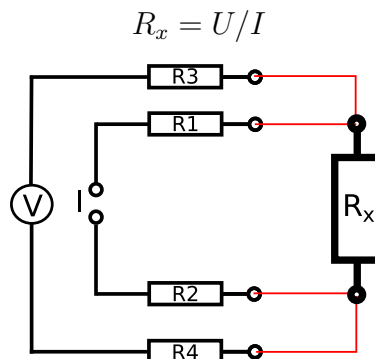 R_x = U/I
R3
R1
V
I
R_x
R2
R4